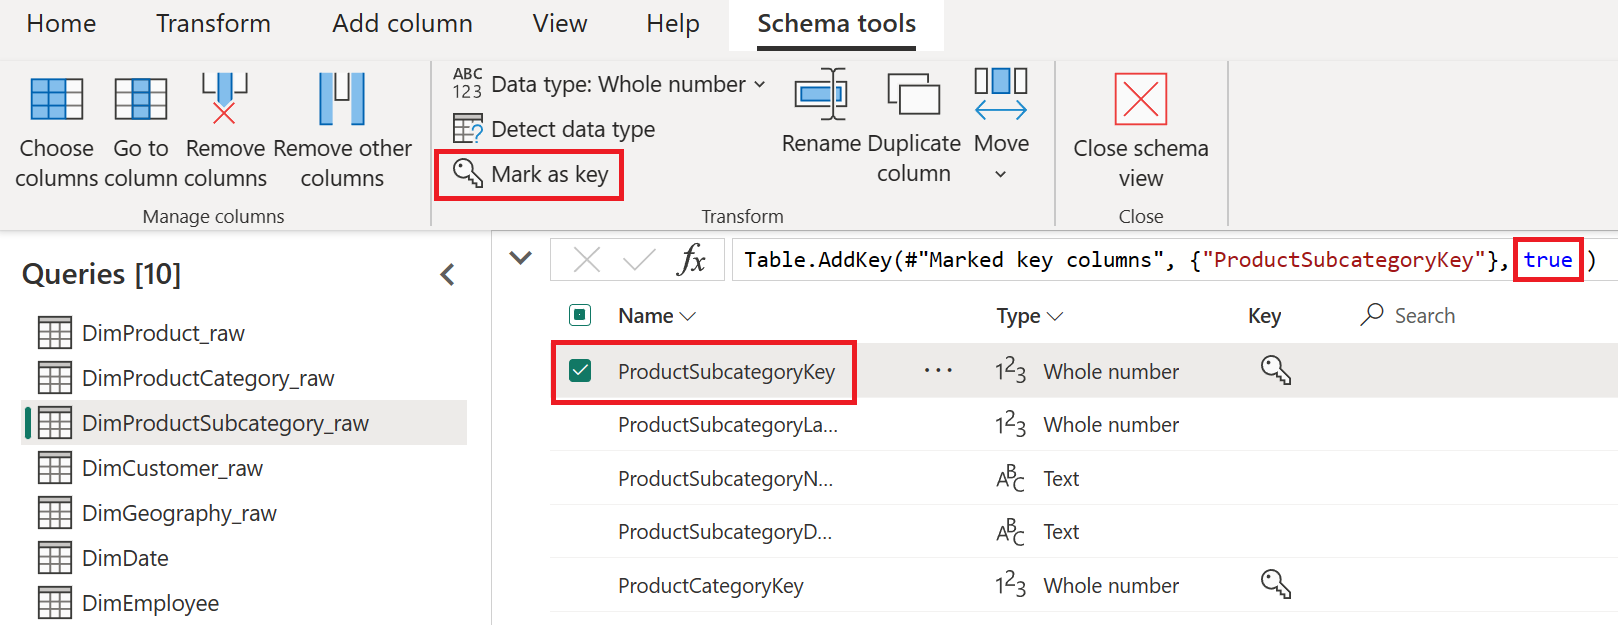 Home Transform Add column View Help Schema tools
ABC
123 Data type: Whole number
Detect data type
Mark as key
Choose columns
Go to column
Remove columns
Remove other columns
Rename
Duplicate column
Move
Close schema view
Manage columns Transform Close
Queries [10]
DimProduct_raw
DimProductCategory_raw
DimProductSubcategory_raw
DimCustomer_raw
DimGeography_raw
DimDate
DimEmployee
fx Table.AddKey(#"Marked key columns", {"ProductSubcategoryKey"}, true )
Name Type Key Search
ProductSubcategoryKey ... 123 Whole number
ProductSubcategoryLa... 123 Whole number
ProductSubcategoryN... ABC Text
ProductSubcategoryD... ABC Text
ProductCategoryKey 123 Whole number